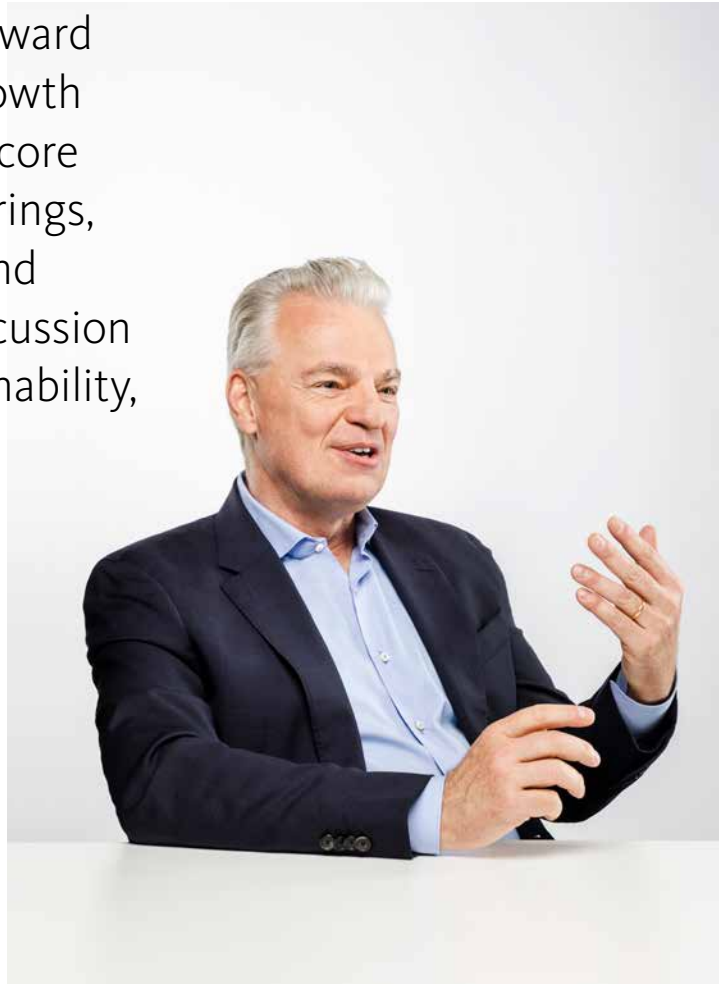 ward
owth
core
rings,
nd
cussion
nability,